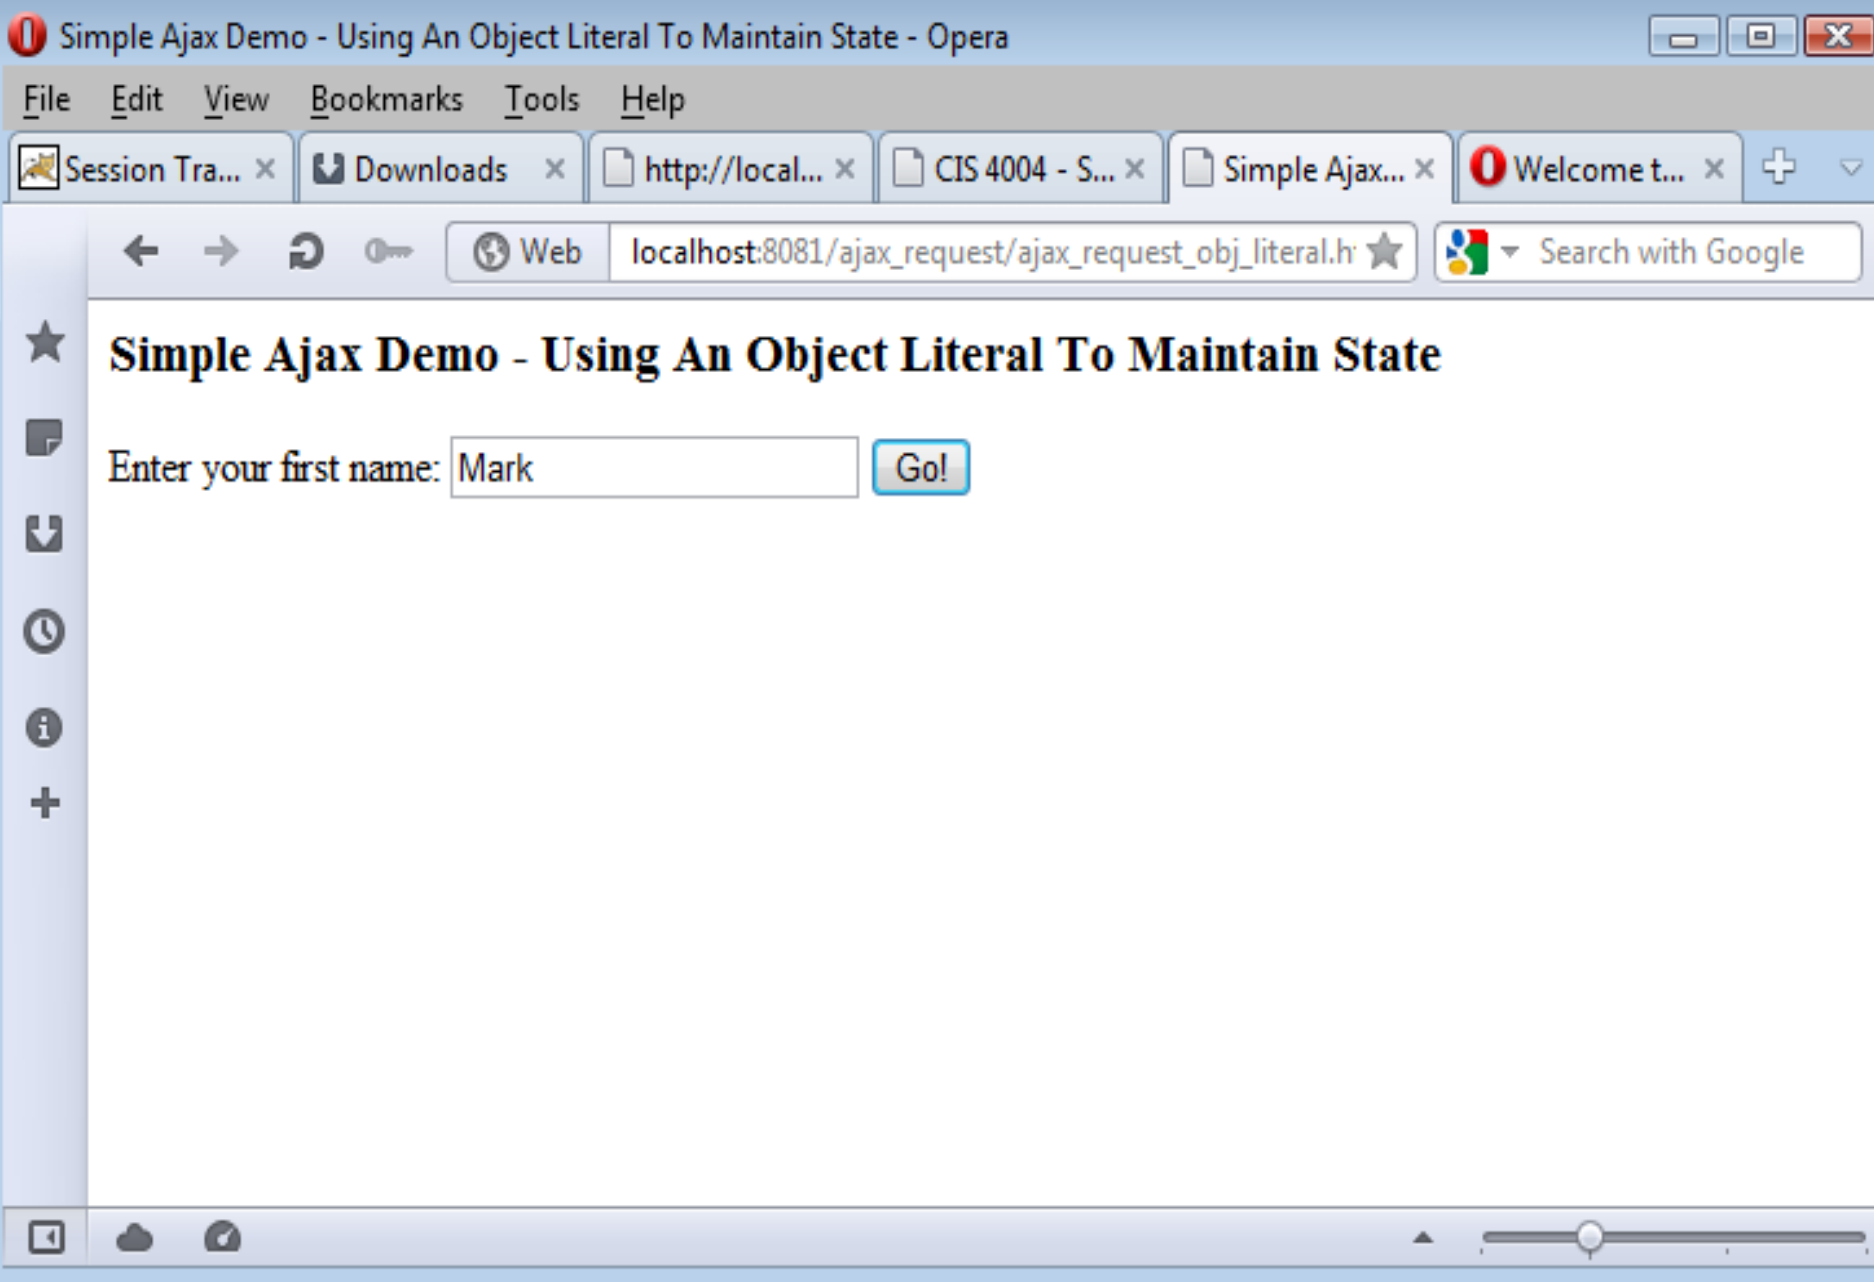 Simple Ajax Demo - Using An Object Literal To Maintain State - Opera
File Edit View Bookmarks Tools Help
Session Tra... Downloads http://local... CIS 4004 - S... Simple Ajax... Welcome t...
Web localhost:8081/ajax_request/ajax_request_obj_literal.h Search with Google
Simple Ajax Demo - Using An Object Literal To Maintain State
Enter your first name: Mark Go!